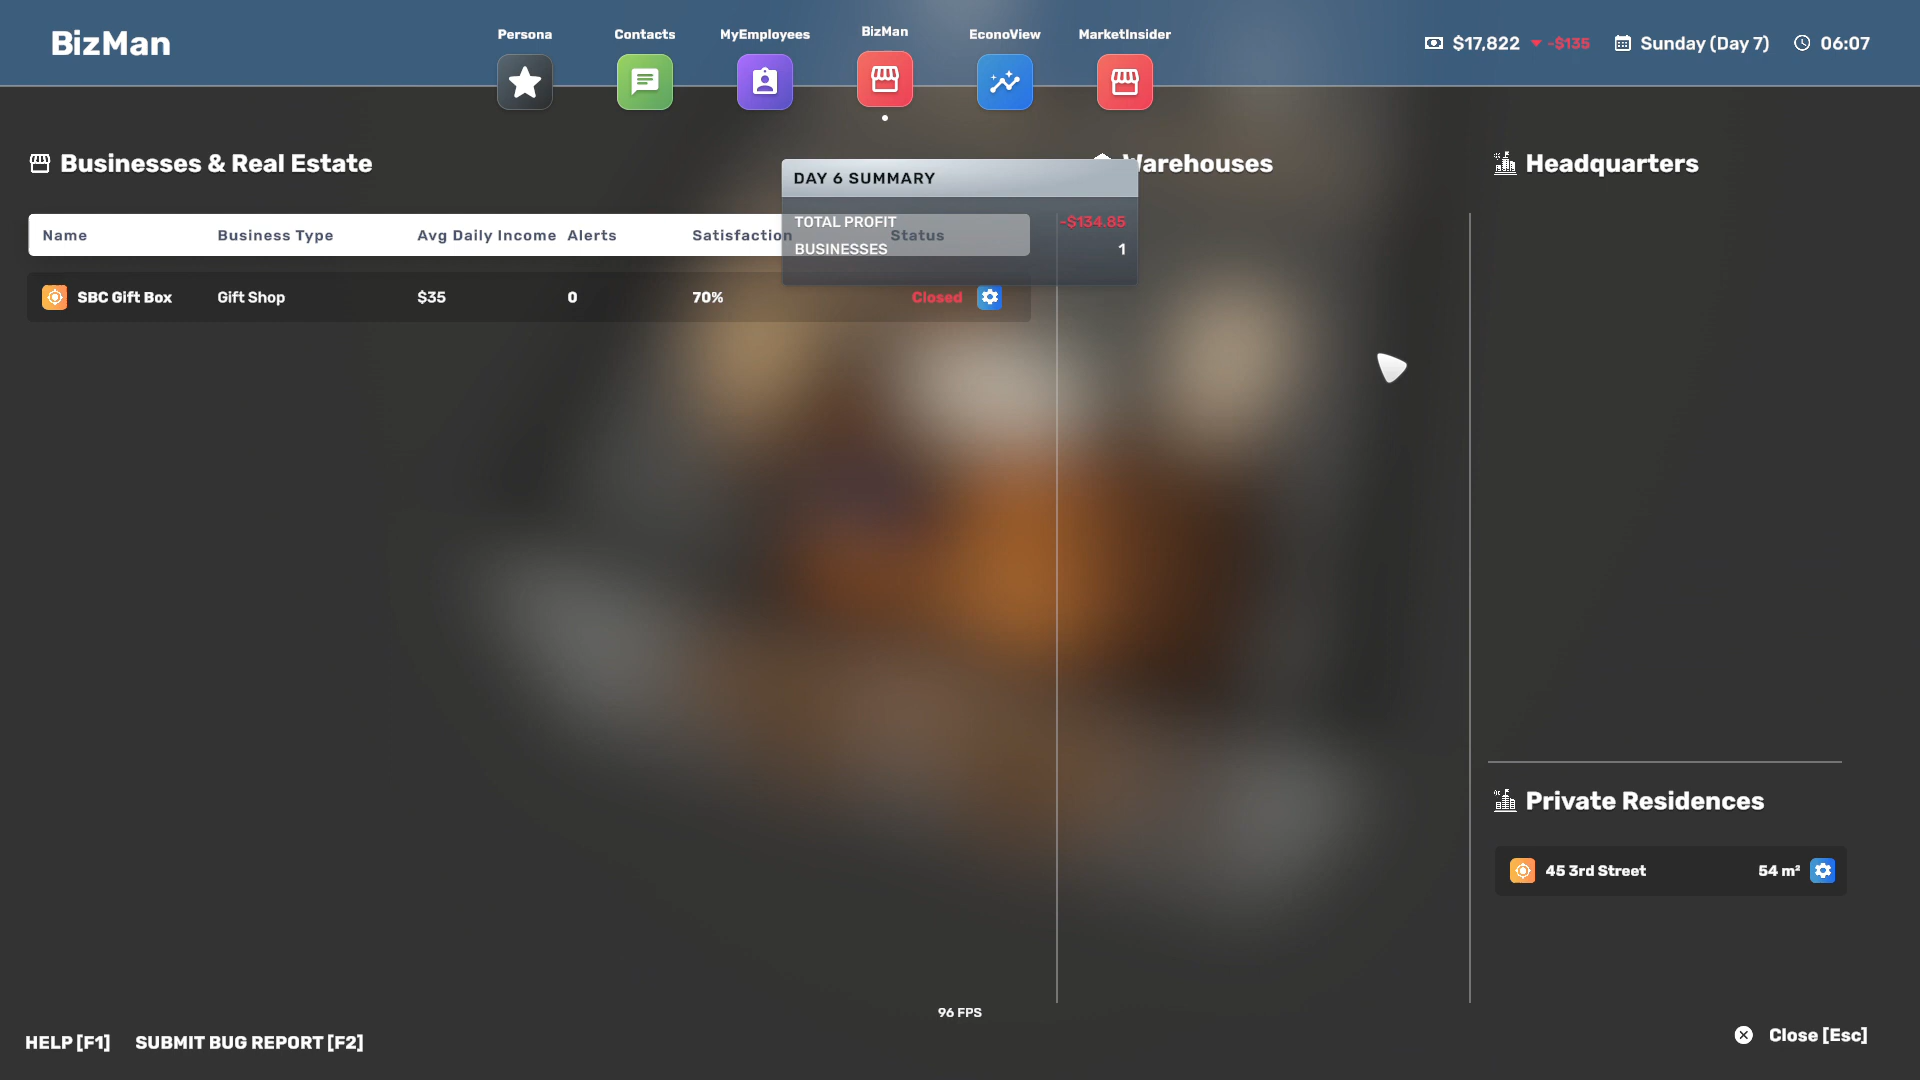 BizMan
Persona
Contacts
MyEmployees
BizMan
EconoView
MarketInsider
$17,822 -$135
Sunday (Day 7)
06:07
Businesses & Real Estate
Warehouses
Headquarters
DAY 6 SUMMARY
TOTAL PROFIT -$134.85
BUSINESSES 1
Name Business Type Avg Daily Income Alerts Satisfaction Status
SBC Gift Box Gift Shop $35 0 70% Closed
Private Residences
45 3rd Street 54 m²
96 FPS
HELP [F1] SUBMIT BUG REPORT [F2]
Close [Esc]